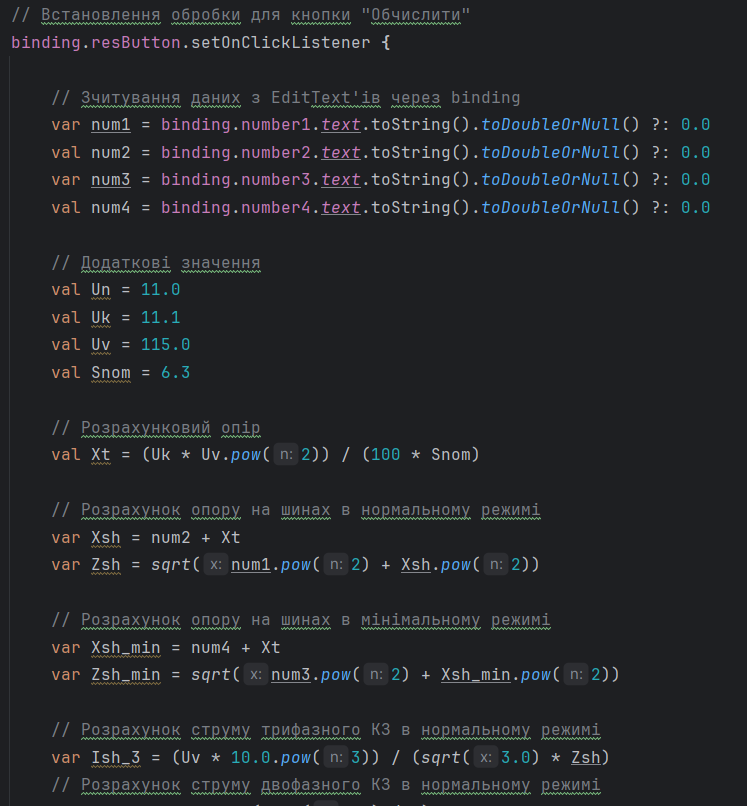 // Встановлення обробки для кнопки "Обчислити"
binding.resButton.setOnClickListener {
// Зчитування даних з EditText'ів через binding
var num1 = binding.number1.text.toString().toDoubleOrNull() ?: 0.0
val num2 = binding.number2.text.toString().toDoubleOrNull() ?: 0.0
var num3 = binding.number3.text.toString().toDoubleOrNull() ?: 0.0
val num4 = binding.number4.text.toString().toDoubleOrNull() ?: 0.0
// Додаткові значення
val Un = 11.0
val Uk = 11.1
val Uv = 115.0
val Snom = 6.3
// Розрахунковий опір
val Xt = (Uk * Uv.pow( n: 2)) / (100 * Snom)
// Розрахунок опору на шинах в нормальному режимі
var Xsh = num2 + Xt
var Zsh = sqrt( x: num1.pow( n: 2) + Xsh.pow( n: 2))
// Розрахунок опору на шинах в мінімальному режимі
var Xsh_min = num4 + Xt
var Zsh_min = sqrt( x: num3.pow( n: 2) + Xsh_min.pow( n: 2))
// Розрахунок струму трифазного КЗ в нормальному режимі
var Ish_3 = (Uv * 10.0.pow( n: 3)) / (sqrt( x: 3.0) * Zsh)
// Розрахунок струму двофазного КЗ в нормальному режимі